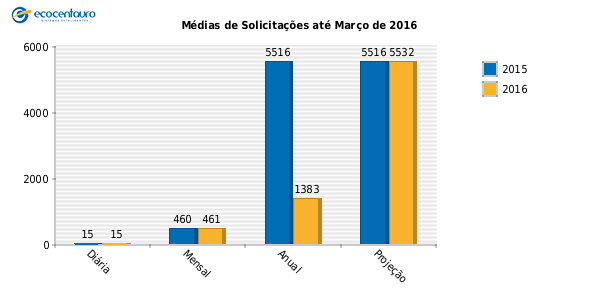 ecocentauro
Médias de Solicitações até Março de 2016
6000
4000
2000
0
15 15
460 461
5516
1383
5516 5532
Diária
Mensal
Anual
Projeção
2015
2016